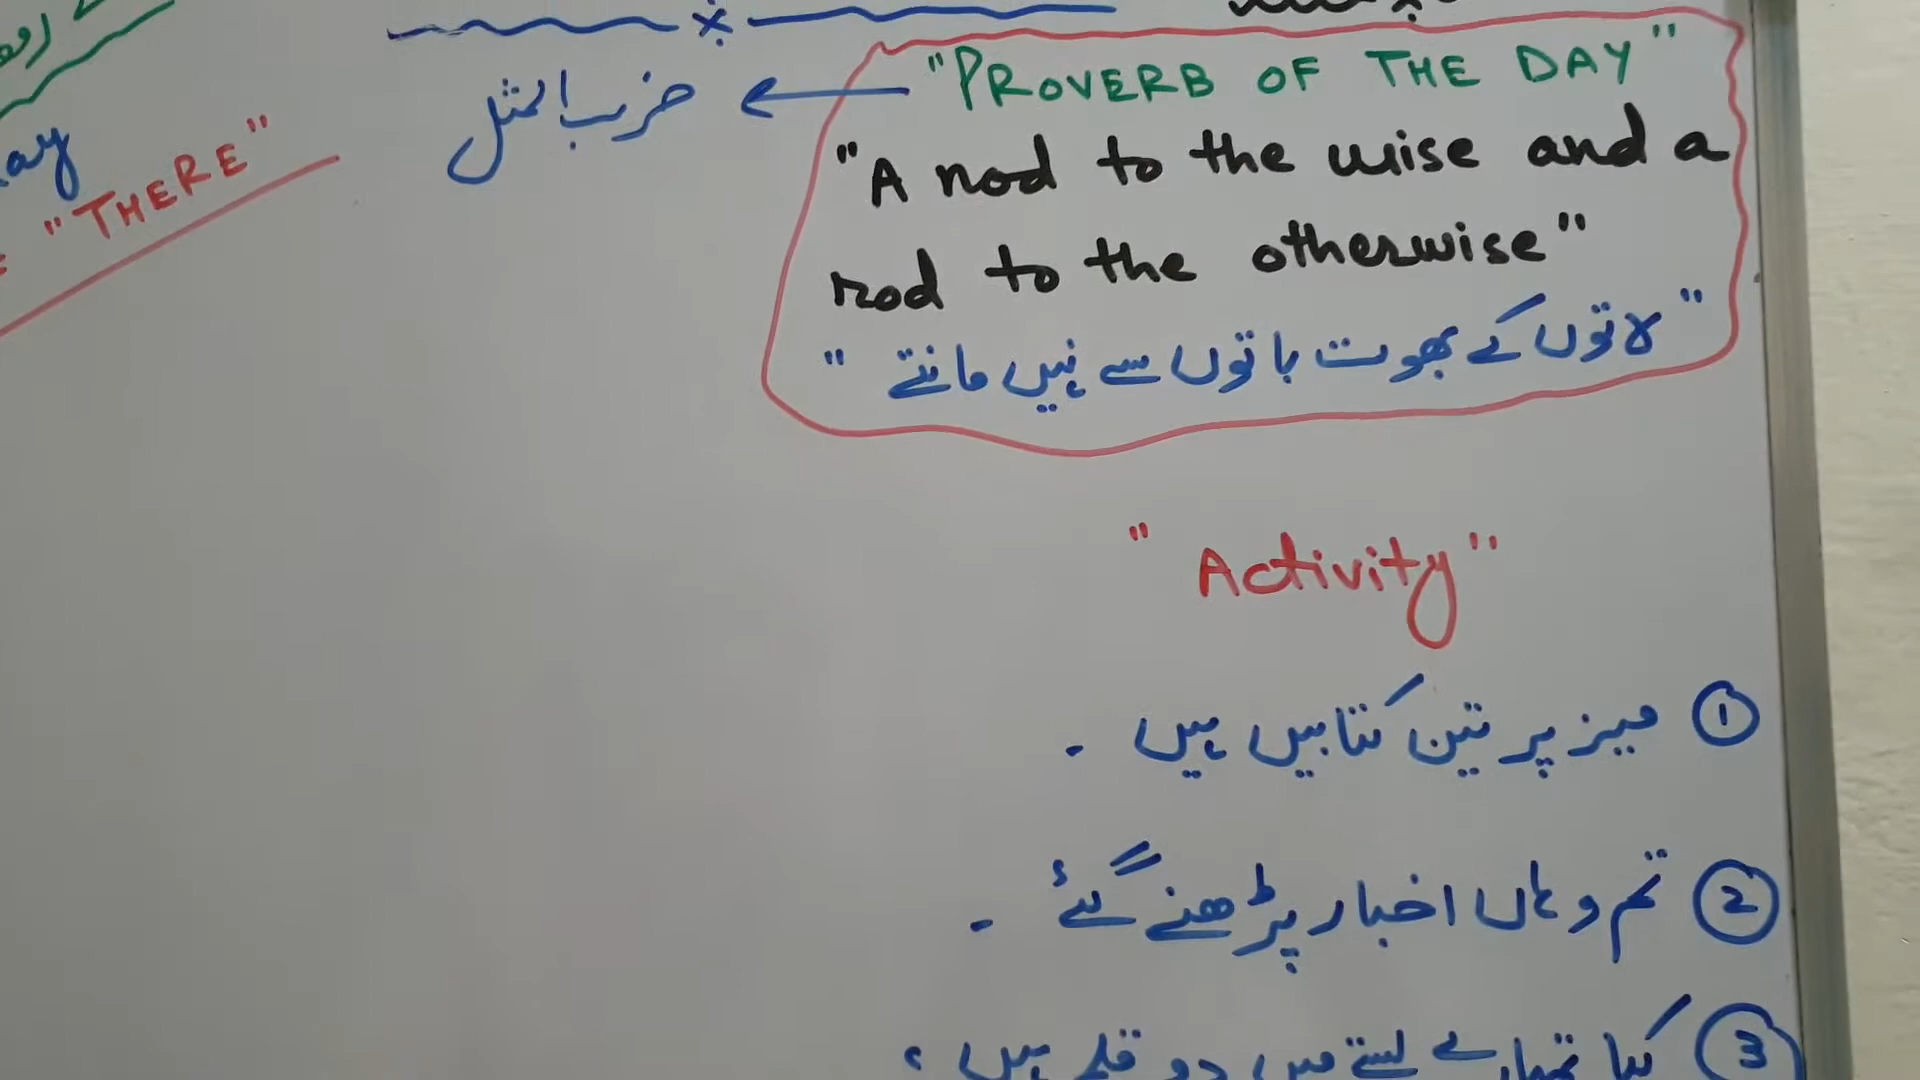 "PROVERB OF THE DAY"
ضرب المثل
"A nod to the wise and a
rod to the otherwise"
"لاتوں کے بھوت باتوں سے نہیں مانتے"
ay
"THERE"
"Activity"
① میز پر تین کتابیں ہیں ۔
② تم وہاں اخبار پڑھنے گئے ۔
③ کیا تمہارے بستے میں دو قلم ہیں ؟